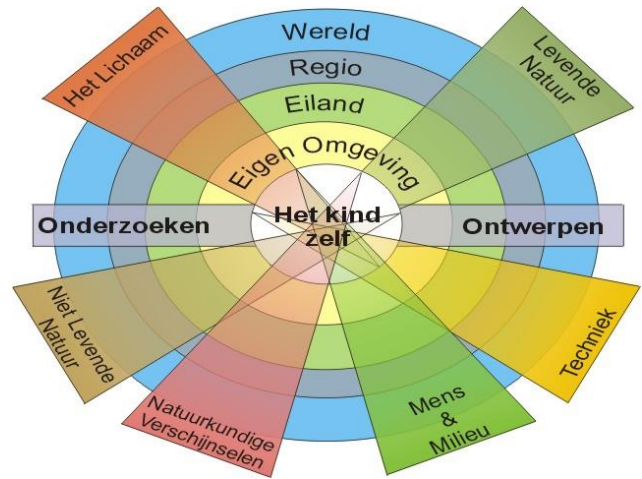 Wereld
Regio
Eiland
Eigen Omgeving
Het kind
zelf
Het Lichaam
Levende
Natuur
Onderzoeken
Ontwerpen
Niet Levende
Natuur
Techniek
Natuurkundige
Verschijnselen
Mens
&
Milieu